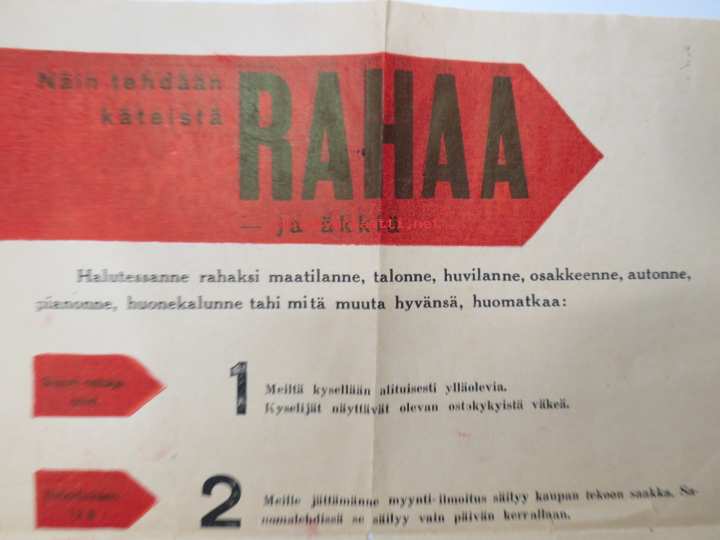 Näin tehdään
käteistä
RAHAA
— ja äkkiä
Halutessanne rahaksi maatilanne, talonne, huvilanne, osakkeenne, autonne,
pianonne, huonekalunne tahi mitä muuta hyvänsä, huomatkaa:
1
Meiltä kysellään alituisesti ylläolevia.
Kyselijät näyttävät olevan ostokykyistä väkeä.
2
Meille jättämänne myynti-ilmoitus säilyy kaupan tekoon saakka. Sa-
nomalehdissä se säilyy vain päivän kerrallaan.